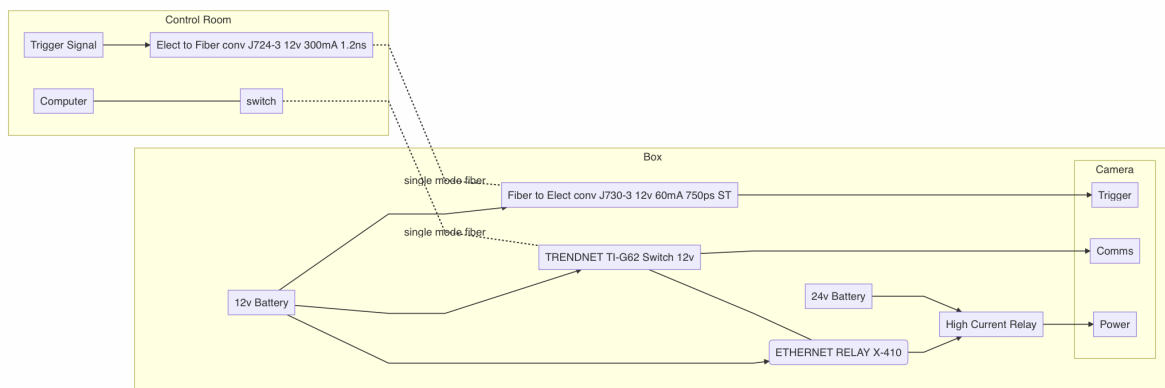 Control Room
Trigger Signal
Elect to Fiber conv J724-3 12v 300mA 1.2ns
Computer
switch
Box
Camera
single mode fiber
Fiber to Elect conv J730-3 12v 60mA 750ps ST
Trigger
single mode fiber
TRENDNET TI-G62 Switch 12v
Comms
12v Battery
24v Battery
High Current Relay
Power
ETHERNET RELAY X-410